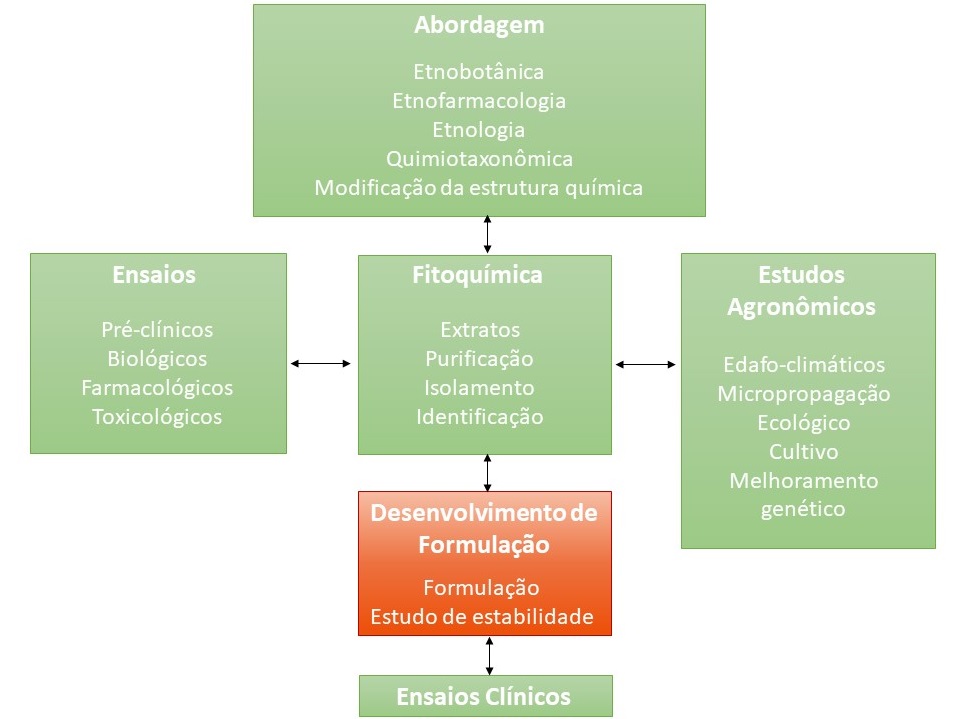 Abordagem
Etnobotânica
Etnofarmacologia
Etnologia
Quimiotaxonômica
Modificação da estrutura química
Ensaios
Pré-clínicos
Biológicos
Farmacológicos
Toxicológicos
Fitoquímica
Extratos
Purificação
Isolamento
Identificação
Estudos
Agronômicos
Edafo-climáticos
Micropropagação
Ecológico
Cultivo
Melhoramento
genético
Desenvolvimento de
Formulação
Formulação
Estudo de estabilidade
Ensaios Clínicos